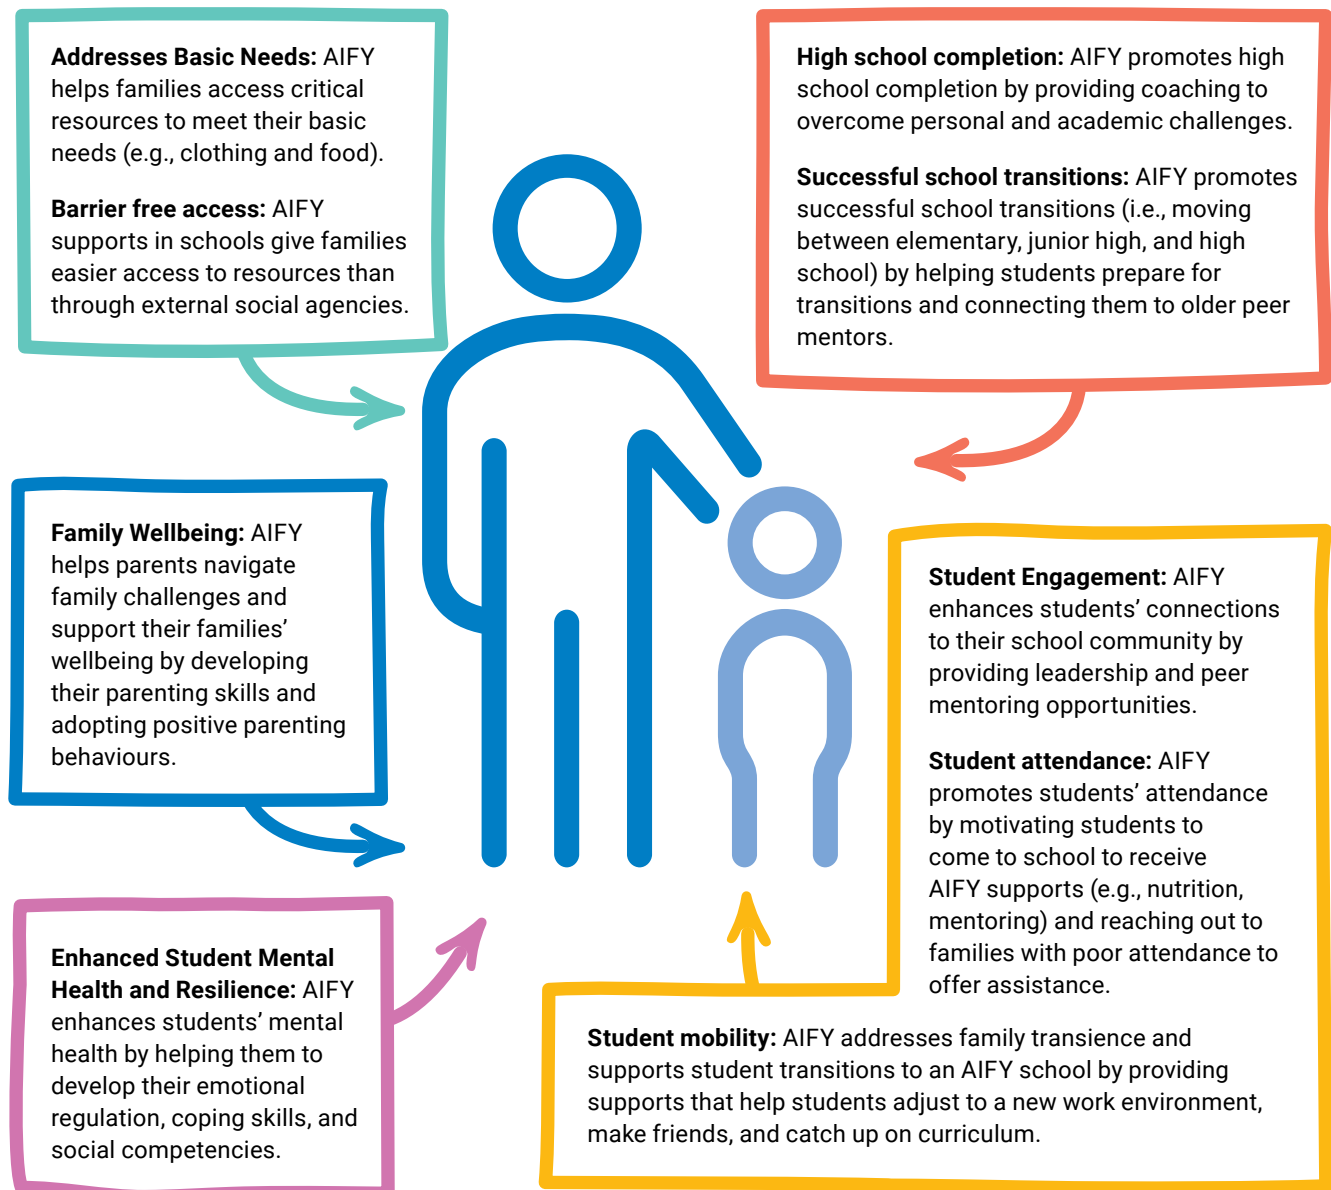 Addresses Basic Needs: AIFY
helps families access critical
resources to meet their basic
needs (e.g., clothing and food).
Barrier free access: AIFY
supports in schools give families
easier access to resources than
through external social agencies.
High school completion: AIFY promotes high
school completion by providing coaching to
overcome personal and academic challenges.
Successful school transitions: AIFY promotes
successful school transitions (i.e., moving
between elementary, junior high, and high
school) by helping students prepare for
transitions and connecting them to older peer
mentors.
Family Wellbeing: AIFY
helps parents navigate
family challenges and
support their families’
wellbeing by developing
their parenting skills and
adopting positive parenting
behaviours.
Student Engagement: AIFY
enhances students’ connections
to their school community by
providing leadership and peer
mentoring opportunities.
Student attendance: AIFY
promotes students’ attendance
by motivating students to
come to school to receive
AIFY supports (e.g., nutrition,
mentoring) and reaching out to
families with poor attendance to
offer assistance.
Student mobility: AIFY addresses family transience and
supports student transitions to an AIFY school by providing
supports that help students adjust to a new work environment,
make friends, and catch up on curriculum.
Enhanced Student Mental
Health and Resilience: AIFY
enhances students’ mental
health by helping them to
develop their emotional
regulation, coping skills, and
social competencies.